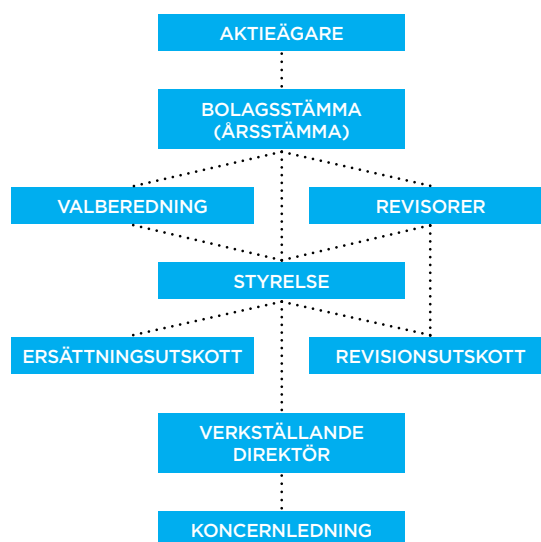 AKTIEÄGARE
BOLAGSSTÄMMA
(ÅRSSTÄMMA)
VALBEREDNING
REVISORER
STYRELSE
ERSÄTTNINGSUTSKOTT
REVISIONSUTSKOTT
VERKSTÄLLANDE
DIREKTÖR
KONCERNLEDNING